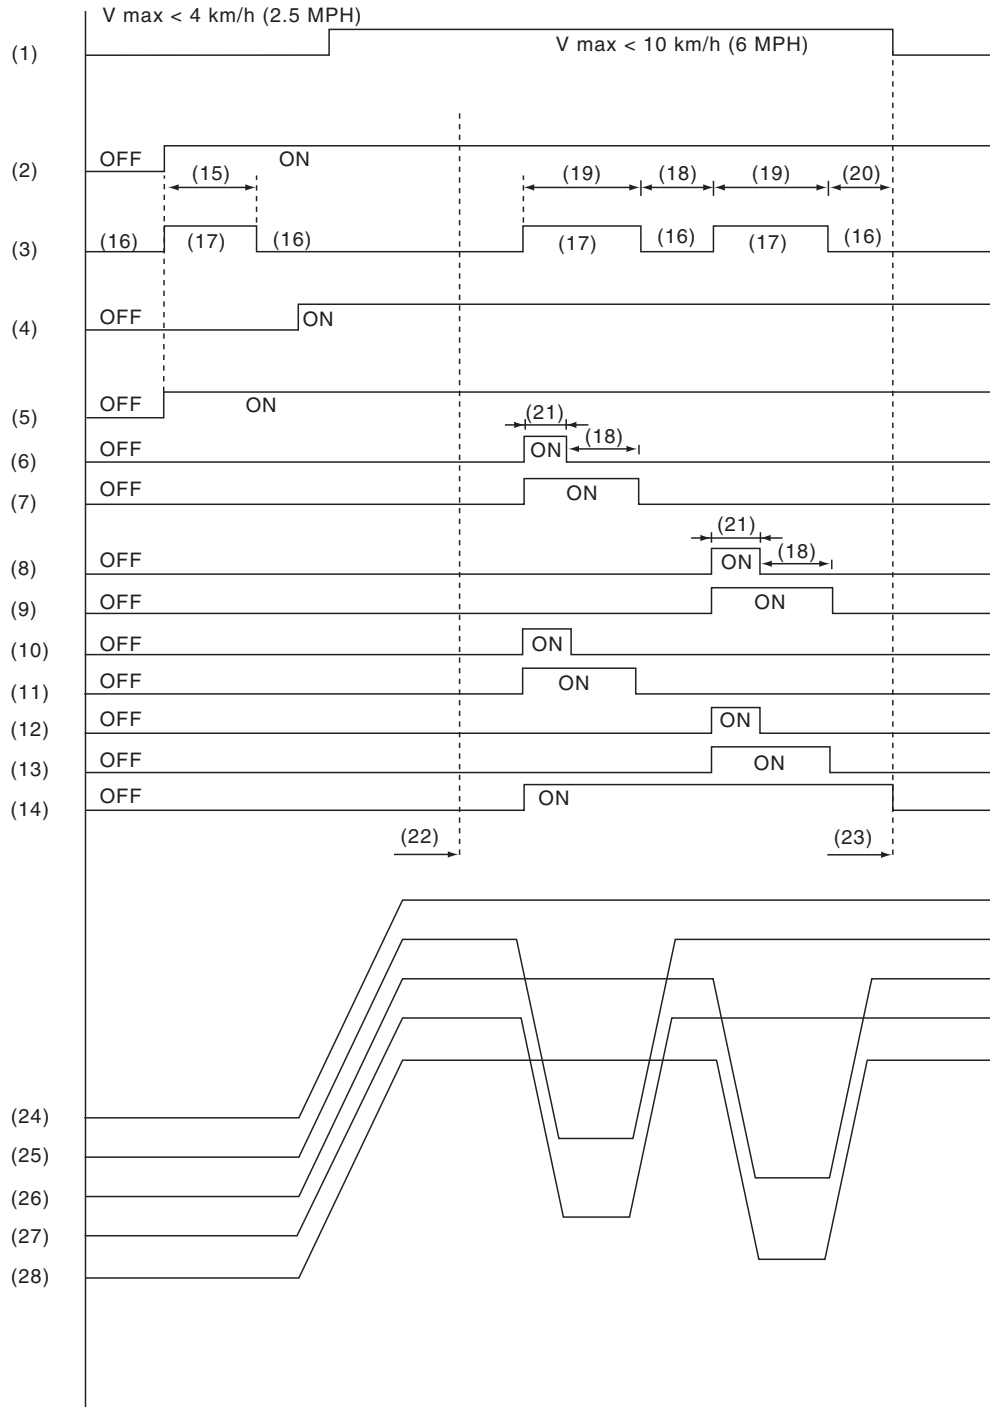 V max < 4 km/h (2.5 MPH)
(1)
V max < 10 km/h (6 MPH)
(2)
OFF
ON
(15)
(19)
(18)
(19)
(20)
(3)
(16)
(17)
(16)
(17)
(16)
(17)
(16)
(4)
OFF
ON
(5)
OFF
ON
(21)
(18)
(6)
OFF
ON
(7)
OFF
ON
(21)
(18)
(8)
OFF
ON
(9)
OFF
ON
(10)
OFF
ON
(11)
OFF
ON
(12)
OFF
ON
(13)
OFF
ON
(14)
OFF
ON
(22)
(23)
(24)
(25)
(26)
(27)
(28)